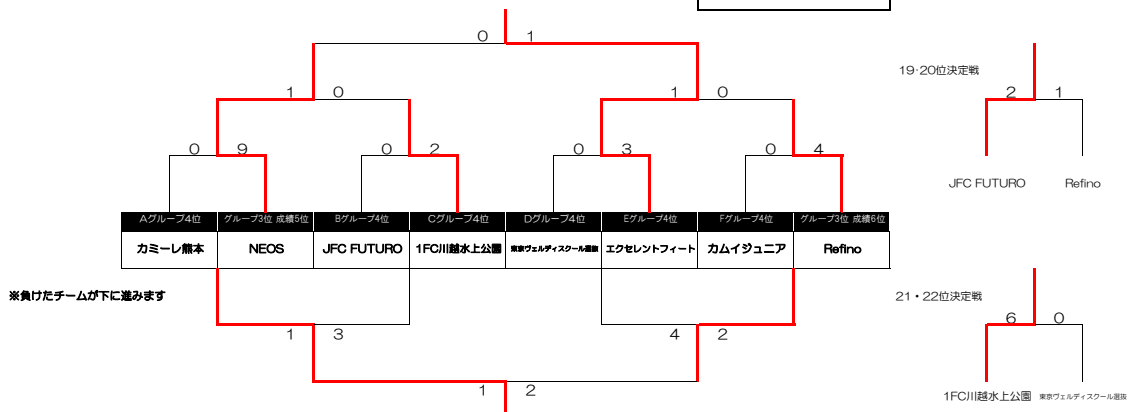 0 1
19・20位決定戦
1 0 1 0 2 1
0 9 0 2 0 3 0 4
JFC FUTURO Refino
Aグループ4位 グループ3位 成績5位 Bグループ4位 Cグループ4位 Dグループ4位 Eグループ4位 Fグループ4位 グループ3位 成績6位
カミーレ熊本 NEOS JFC FUTURO 1FC川越水上公園 東京ヴェルディスクール選抜 エクセレントフィート カムイジュニア Refino
※負けたチームが下に進みます 21・22位決定戦
6 0
1 3 4 2
1 2
1FC川越水上公園 東京ヴェルディスクール選抜